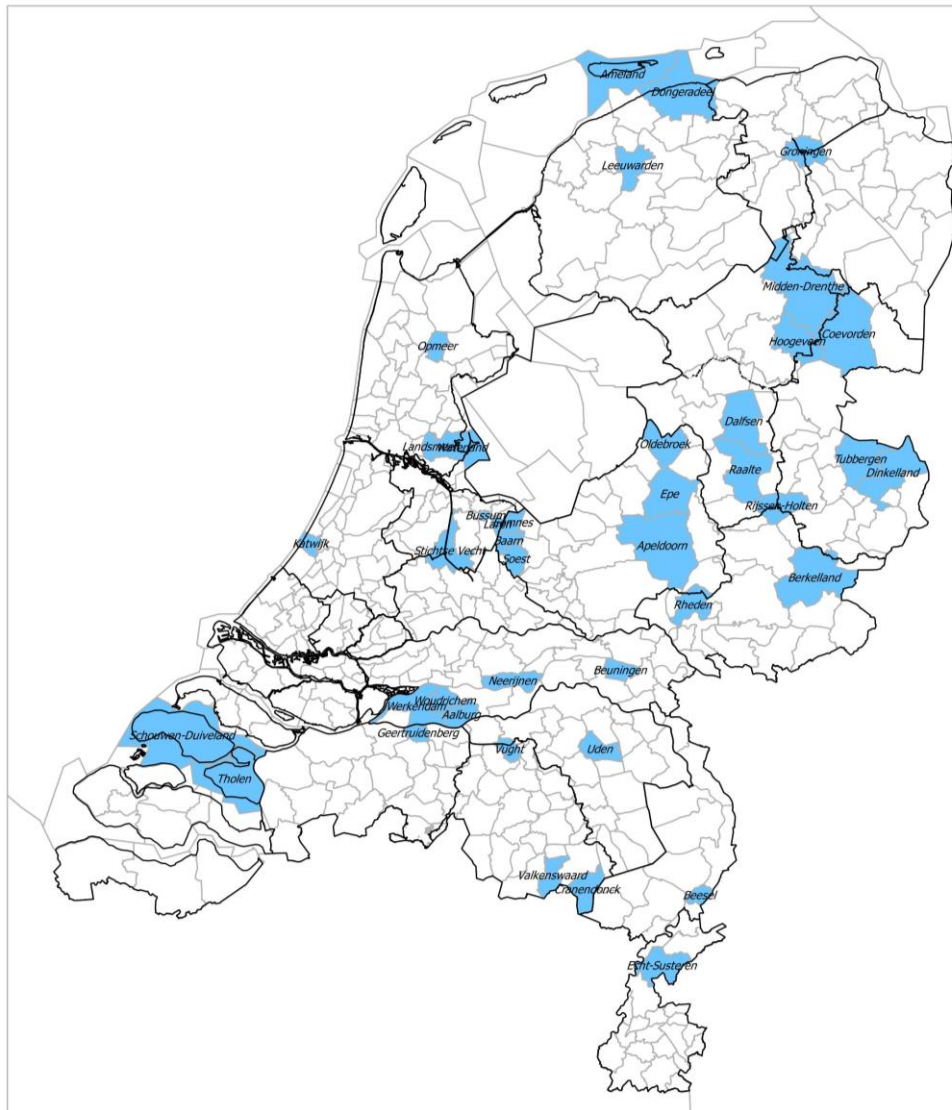 Ameland
Dongeradeel
Groningen
Leeuwarden
Midden-Drenthe
Coevorden
Hoogeveen
Opmeer
Dalfsen
Oldebroek
Landsmeer
Waterland
Tubbergen
Raalte
Dinkelland
Epe
Rijssen-Holten
Bussum
Eemnes
Laren
Baarn
Katwijk
Stichtse Vecht
Soest
Apeldoorn
Berkelland
Rheden
Beuningen
Neerijnen
Woudrichem
Werkendam
Aalburg
Geertruidenberg
Schouwen-Duiveland
Vught
Uden
Tholen
Valkenswaard
Cranendonck
Beesel
Echt-Susteren